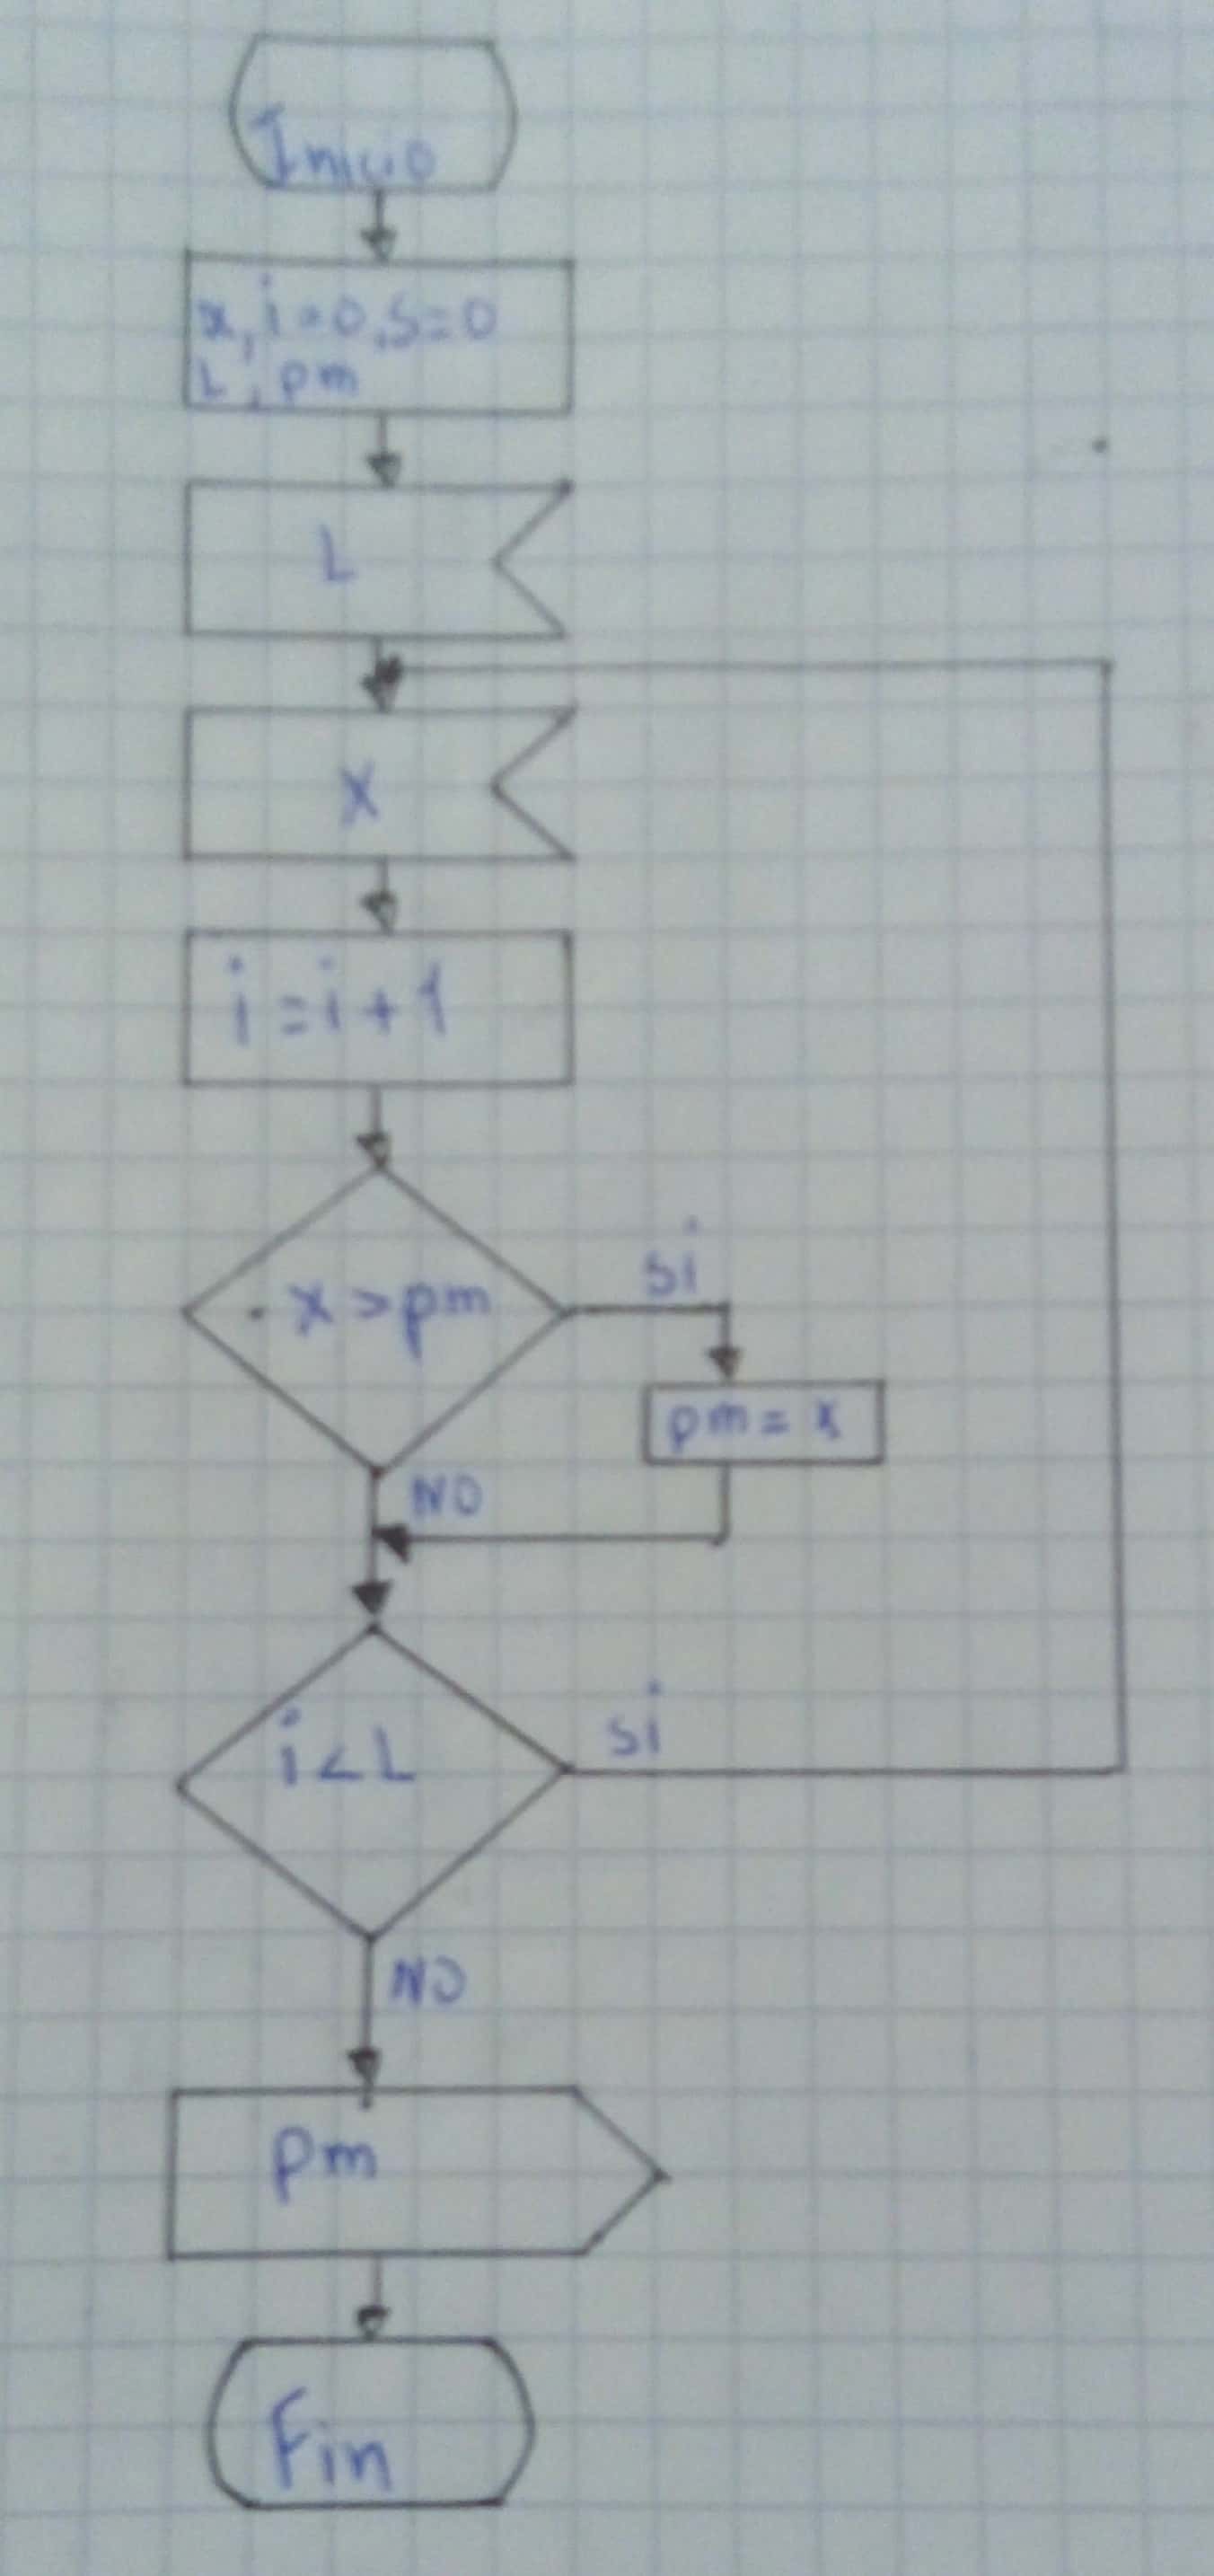 Inicio
x, i=0, s=0
L, pm
L
X
i=i+1
X>pm
si
pm=x
NO
i<L
si
NO
pm
Fin